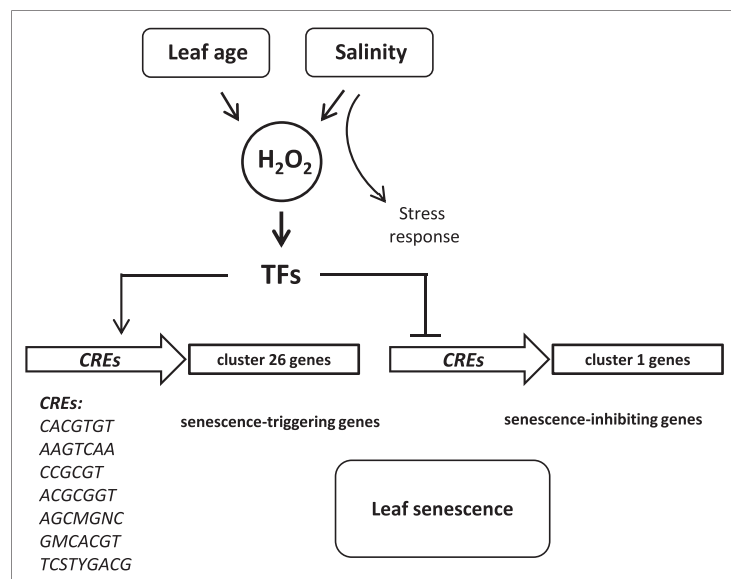 Leaf age
Salinity
H₂O₂
Stress
response
TFs
CREs
cluster 26 genes
CREs
cluster 1 genes
CREs:
CACGTGT
AAGTCAA
CCGCGT
ACGCGGT
AGCMGNC
GMCACGT
TCSTYGACG
senescence-triggering genes
senescence-inhibiting genes
Leaf senescence